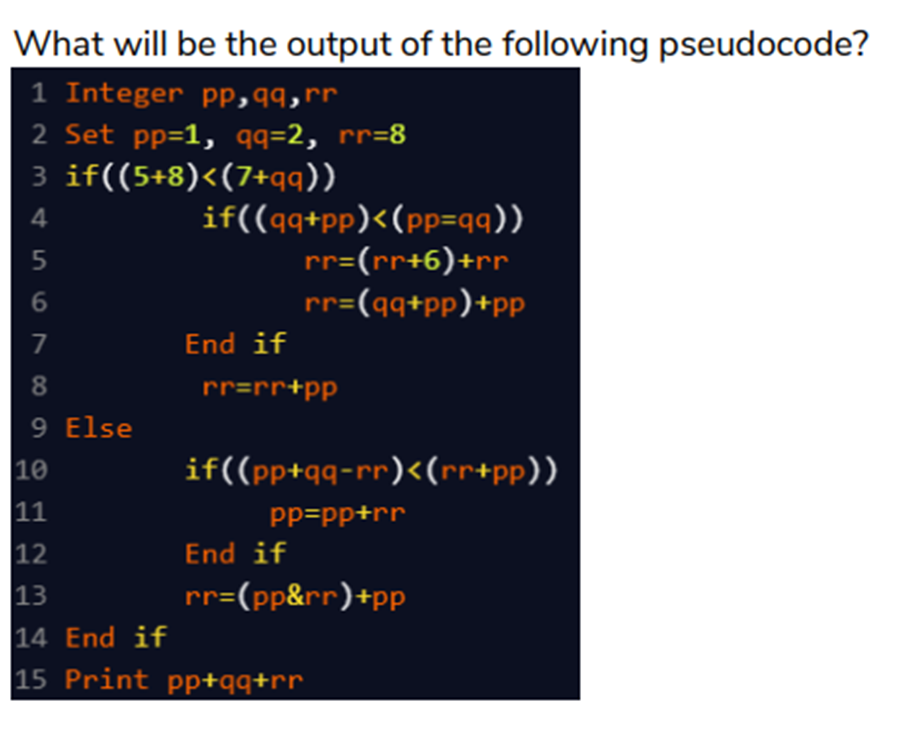 What will be the output of the following pseudocode?
1 Integer pp,qq,rr
2 Set pp=1, qq=2, rr=8
3 if((5+8)<(7+qq))
4 if((qq+pp)<(pp=qq))
5 rr=(rr+6)+rr
6 rr=(qq+pp)+pp
7 End if
8 rr=rr+pp
9 Else
10 if((pp+qq-rr)<(rr+pp))
11 pp=pp+rr
12 End if
13 rr=(pp&rr)+pp
14 End if
15 Print pp+qq+rr